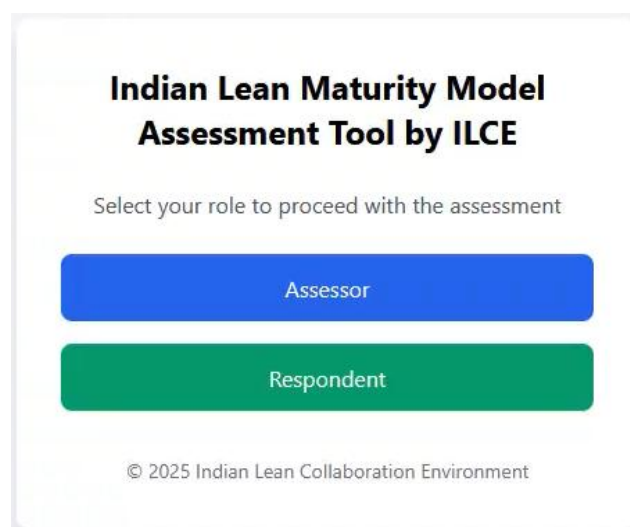 Indian Lean Maturity Model
Assessment Tool by ILCE
Select your role to proceed with the assessment
Assessor
Respondent
© 2025 Indian Lean Collaboration Environment